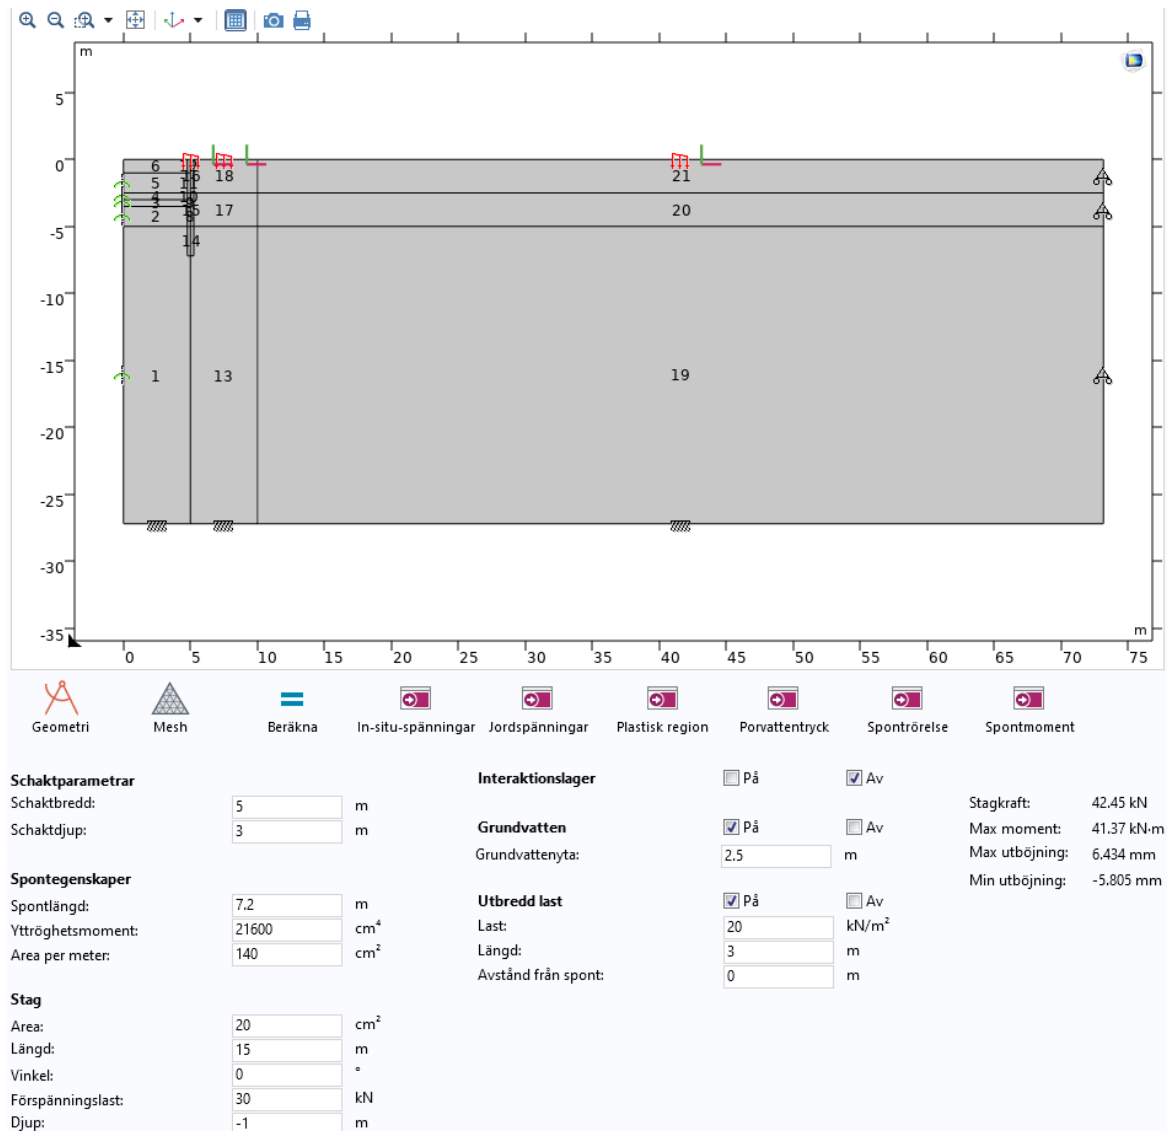 m
5
0
-5
-10
-15
-20
-25
-30
-35
6
5
4
3
2
1
10
14
18
17
13
21
20
19
m
0 5 10 15 20 25 30 35 40 45 50 55 60 65 70 75
Geometri Mesh Beräkna In-situ-spänningar Jordspänningar Plastisk region Porvattentryck Spontrörelse Spontmoment
Schaktparametrar
Schaktbredd: 5 m
Schaktdjup: 3 m
Spontegenskaper
Spontlängd: 7.2 m
Yttröghetsmoment: 21600 cm⁴
Area per meter: 140 cm²
Stag
Area: 20 cm²
Längd: 15 m
Vinkel: 0 °
Förspänningslast: 30 kN
Djup: -1 m
Interaktionslager På Av
Grundvatten På Av
Grundvattenyta: 2.5 m
Utbredd last På Av
Last: 20 kN/m²
Längd: 3 m
Avstånd från spont: 0 m
Stagkraft: 42.45 kN
Max moment: 41.37 kN·m
Max utböjning: 6.434 mm
Min utböjning: -5.805 mm